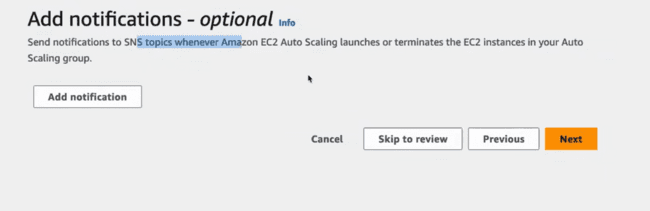 Add notifications - optional Info
Send notifications to SNS topics whenever Amazon EC2 Auto Scaling launches or terminates the EC2 instances in your Auto
Scaling group.
Add notification
Cancel Skip to review Previous Next